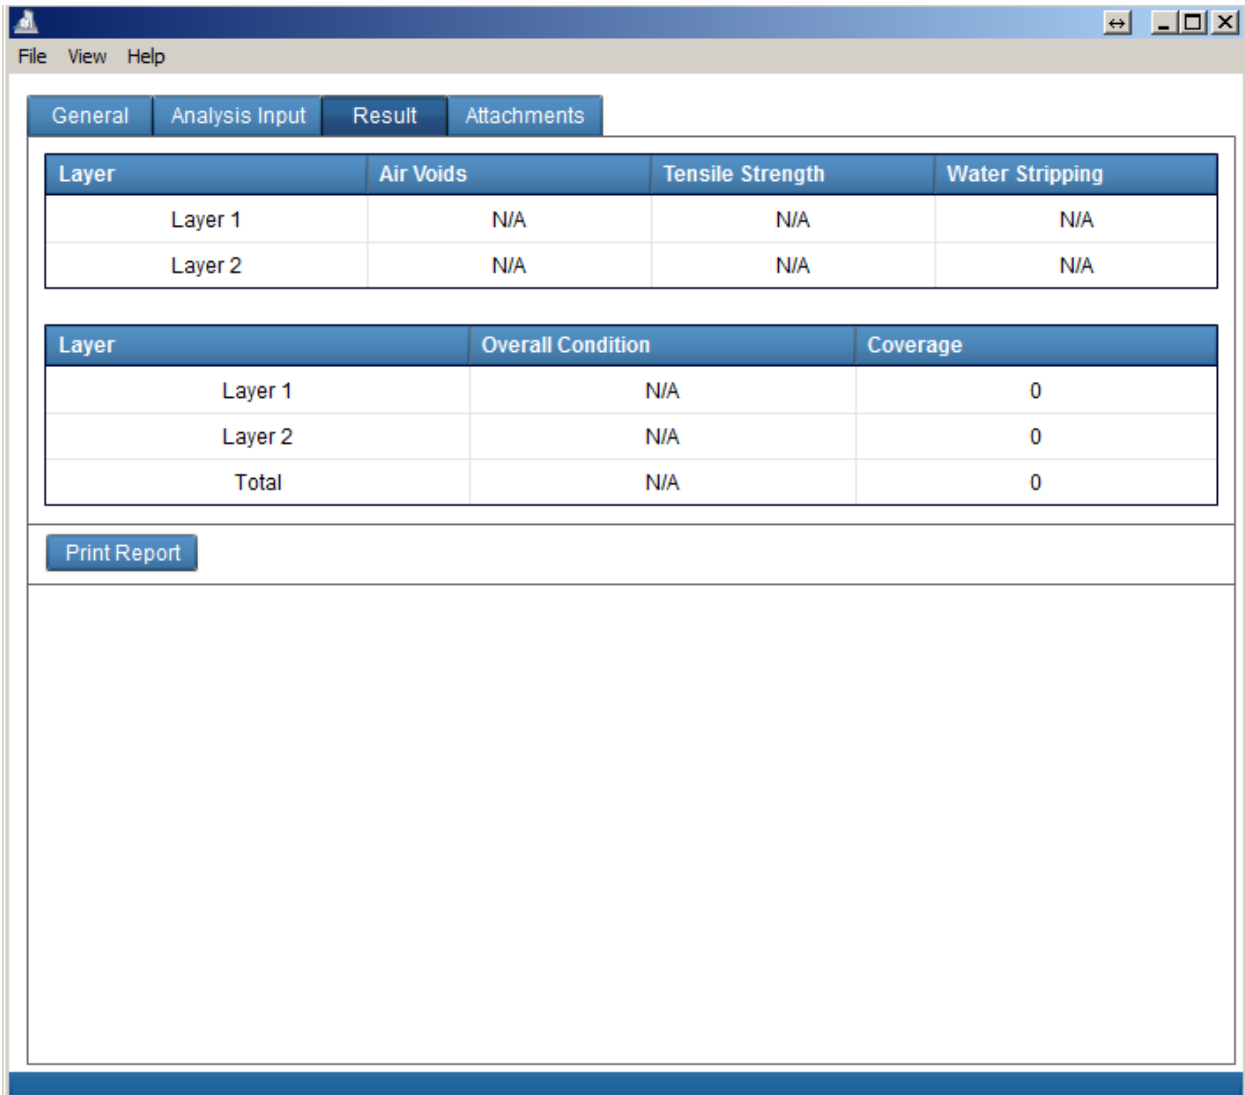 File View Help
General Analysis Input Result Attachments
Layer Air Voids Tensile Strength Water Stripping
Layer 1 N/A N/A N/A
Layer 2 N/A N/A N/A
Layer Overall Condition Coverage
Layer 1 N/A 0
Layer 2 N/A 0
Total N/A 0
Print Report